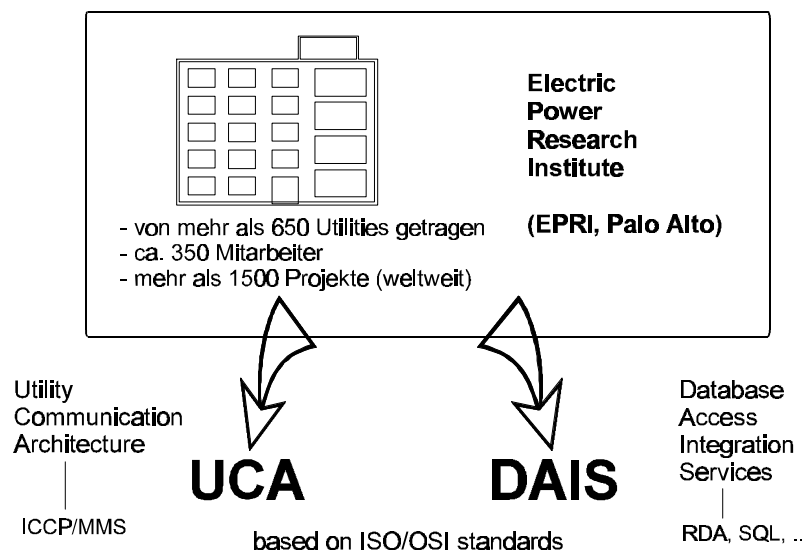 Electric
Power
Research
Institute
(EPRI, Palo Alto)
- von mehr als 650 Utilities getragen
- ca. 350 Mitarbeiter
- mehr als 1500 Projekte (weltweit)
Utility
Communication
Architecture
ICCP/MMS
UCA
DAIS
Database
Access
Integration
Services
RDA, SQL, ..
based on ISO/OSI standards